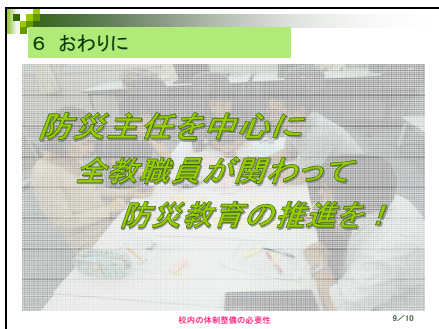 6 おわりに
防災主任を中心に
全教職員が関わって
防災教育の推進を！
校内の体制整備の必要性
9／10